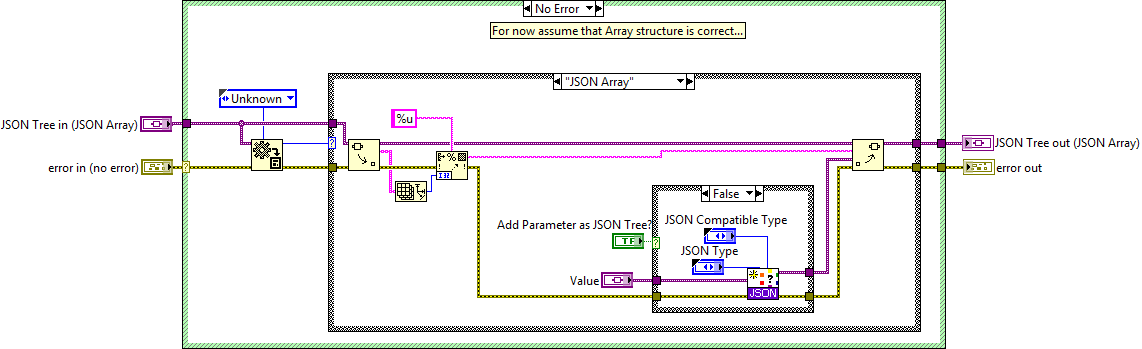 No Error
For now assume that Array structure is correct...
"JSON Array"
Unknown
%u
JSON Tree in (JSON Array)
JSON Tree out (JSON Array)
error in (no error)
error out
False
Add Parameter as JSON Tree?
TF
JSON Compatible Type
JSON Type
Value
JSON